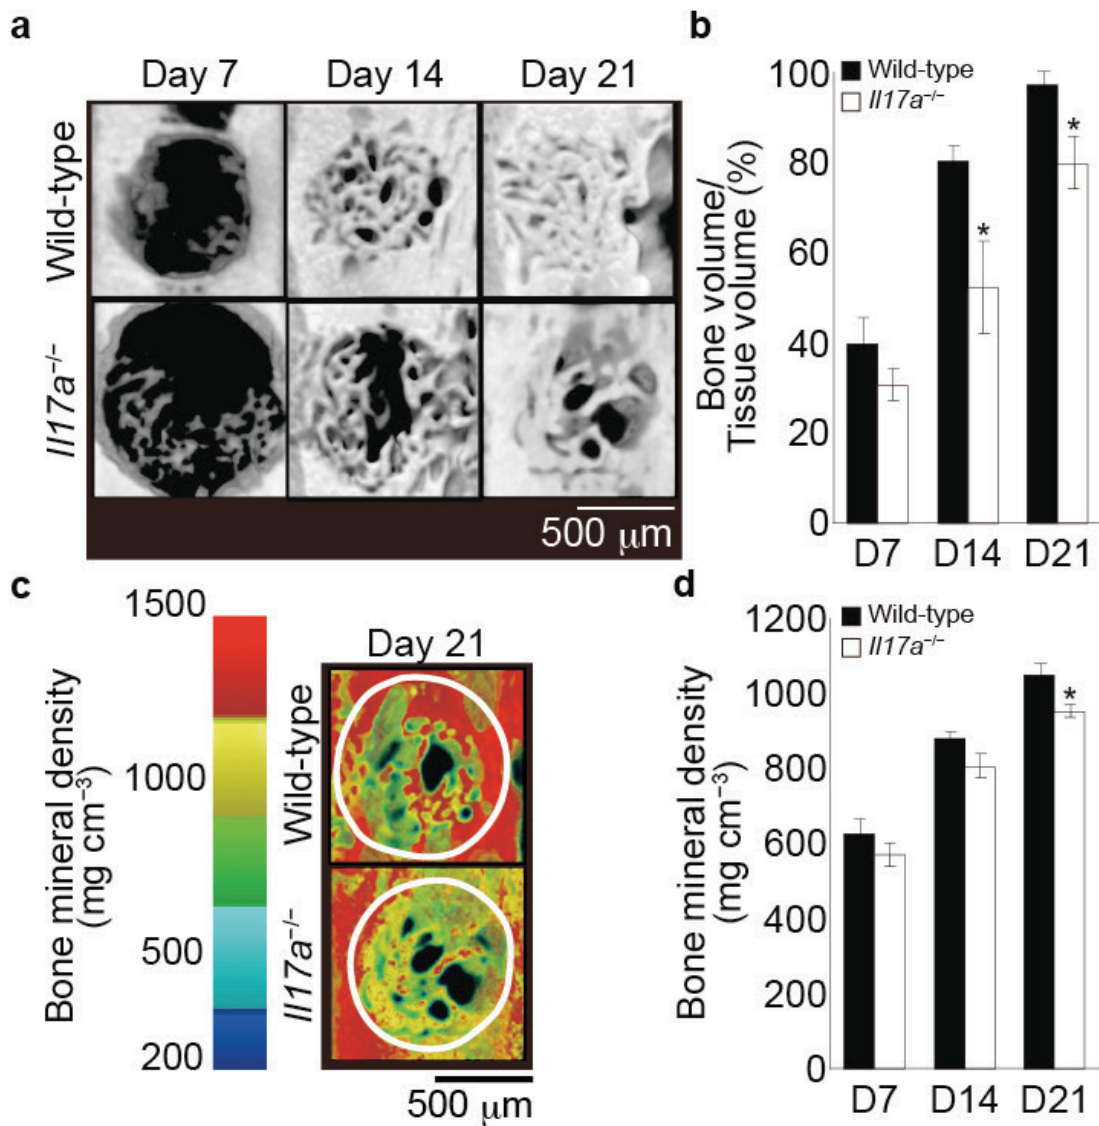 a
Day 7 Day 14 Day 21
Wild-type
Il17a⁻/⁻
500 μm
b
Wild-type
Il17a⁻/⁻
Bone volume/
Tissue volume (%)
100
80
60
40
20
0
*
*
D7 D14 D21
c
Bone mineral density
(mg cm⁻³)
1500
1000
500
200
Day 21
Wild-type
Il17a⁻/⁻
500 μm
d
Wild-type
Il17a⁻/⁻
Bone mineral density
(mg cm⁻³)
1200
1000
800
600
400
200
0
*
D7 D14 D21